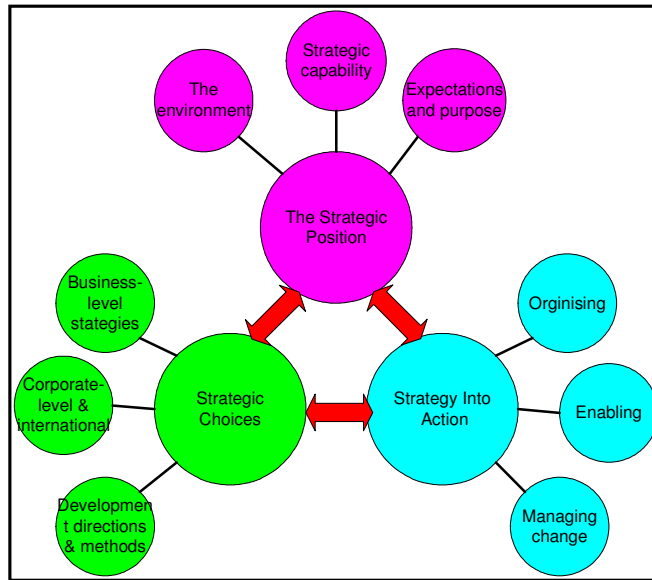 Strategic
capability
The
environment
Expectations
and purpose
The Strategic
Position
Business-
level
stategies
Corporate-
level &
international
Developmen
t directions
& methods
Strategic
Choices
Strategy Into
Action
Orginising
Enabling
Managing
change